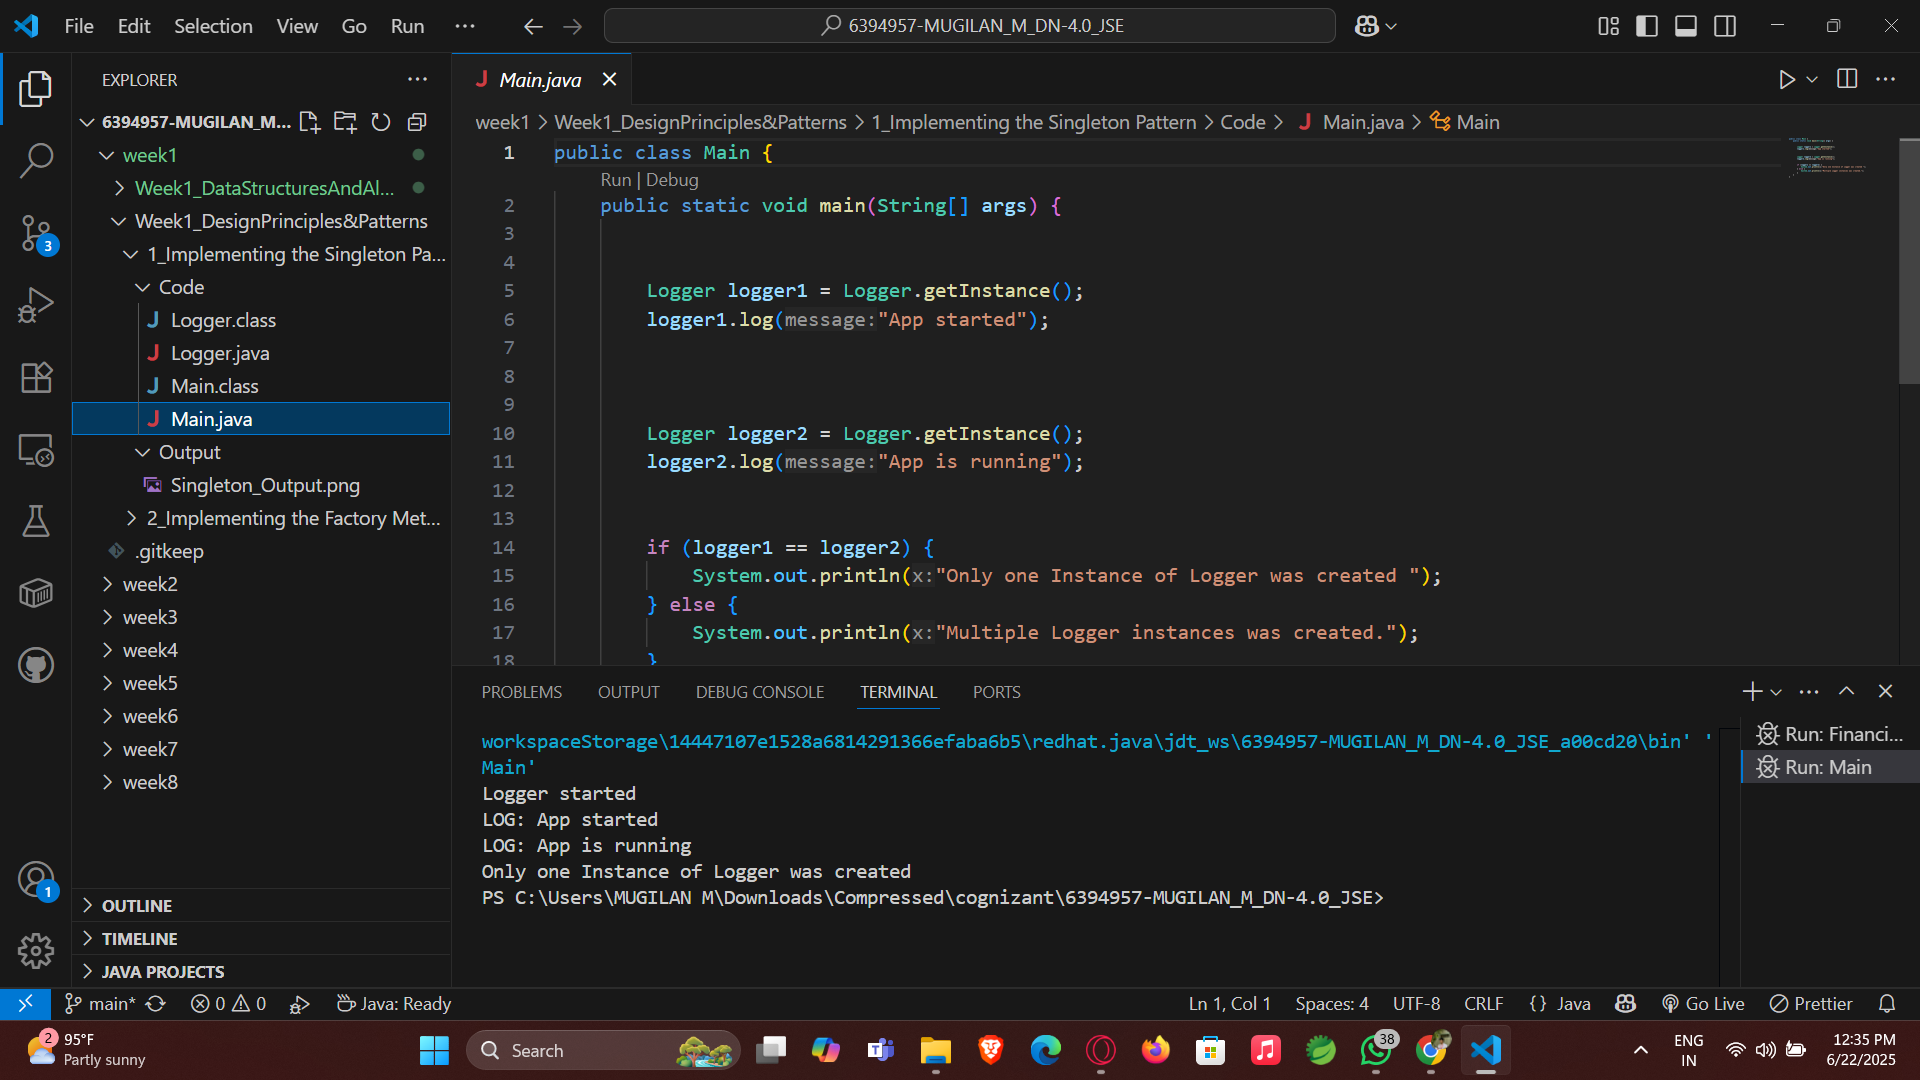 File Edit Selection View Go Run ···
6394957-MUGILAN_M_DN-4.0_JSE
EXPLORER
6394957-MUGILAN_M...
week1
Week1_DataStructuresAndAl...
Week1_DesignPrinciples&Patterns
1_Implementing the Singleton Pa...
Code
Logger.class
Logger.java
Main.class
Main.java
Output
Singleton_Output.png
2_Implementing the Factory Met...
.gitkeep
week2
week3
week4
week5
week6
week7
week8
OUTLINE
TIMELINE
JAVA PROJECTS
3
1
Main.java
week1 > Week1_DesignPrinciples&Patterns > 1_Implementing the Singleton Pattern > Code > Main.java > Main
1 public class Main {
Run | Debug
2 public static void main(String[] args) {
3
4
5 Logger logger1 = Logger.getInstance();
6 logger1.log(message:"App started");
7
8
9
10 Logger logger2 = Logger.getInstance();
11 logger2.log(message:"App is running");
12
13
14 if (logger1 == logger2) {
15 System.out.println(x:"Only one Instance of Logger was created ");
16 } else {
17 System.out.println(x:"Multiple Logger instances was created.");
18 }
PROBLEMS OUTPUT DEBUG CONSOLE TERMINAL PORTS
workspaceStorage\14447107e1528a6814291366efaba6b5\redhat.java\jdt_ws\6394957-MUGILAN_M_DN-4.0_JSE_a00cd20\bin' '
Main'
Logger started
LOG: App started
LOG: App is running
Only one Instance of Logger was created
PS C:\Users\MUGILAN M\Downloads\Compressed\cognizant\6394957-MUGILAN_M_DN-4.0_JSE>
Run: Financi...
Run: Main
main* 0 0 Java: Ready
Ln 1, Col 1 Spaces: 4 UTF-8 CRLF {} Java Go Live Prettier
2
95°F
Partly sunny
Search
38
ENG
IN
12:35 PM
6/22/2025